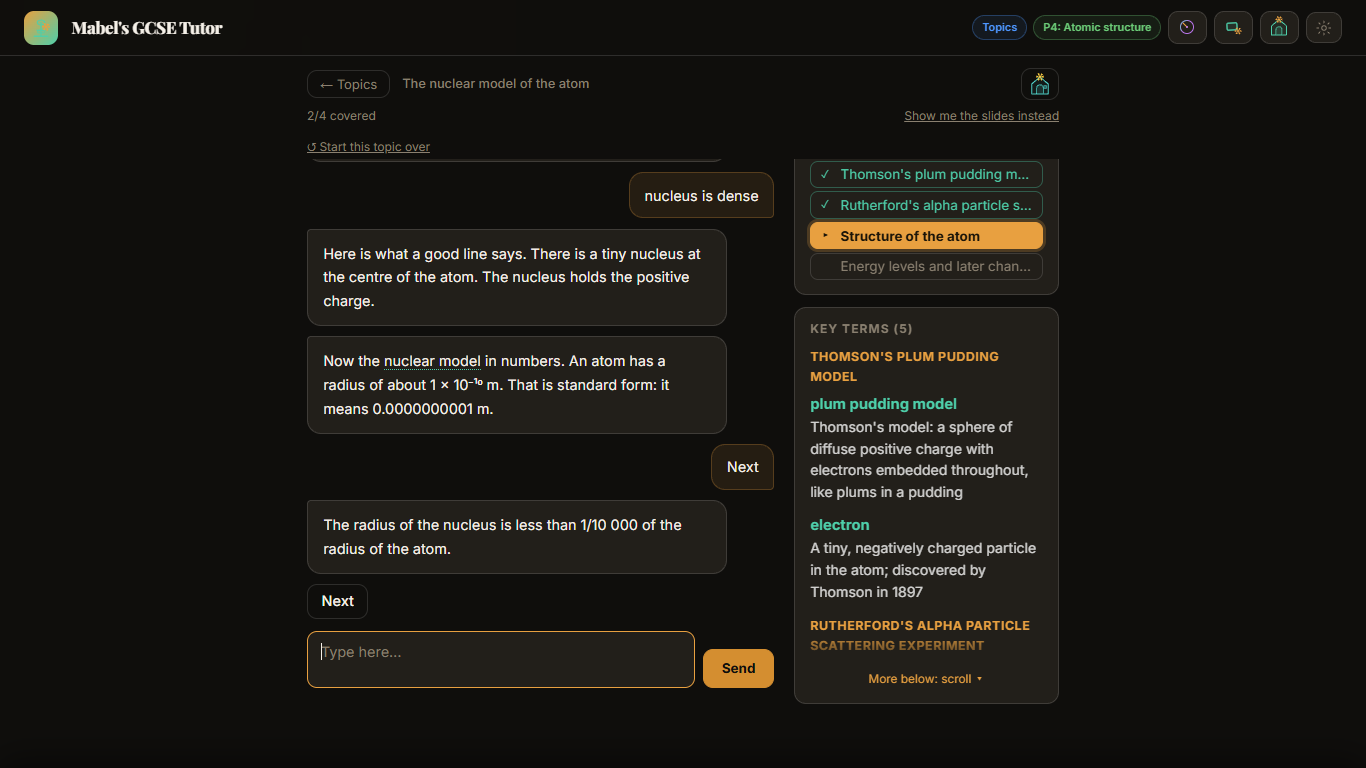 Mabel's GCSE Tutor
Topics
P4: Atomic structure
← Topics
The nuclear model of the atom
2/4 covered
Show me the slides instead
↺ Start this topic over
nucleus is dense
Here is what a good line says. There is a tiny nucleus at
the centre of the atom. The nucleus holds the positive
charge.
Now the nuclear model in numbers. An atom has a
radius of about 1 × 10⁻¹⁰ m. That is standard form: it
means 0.0000000001 m.
Next
The radius of the nucleus is less than 1/10 000 of the
radius of the atom.
Next
Type here...
Send
✓ Thomson's plum pudding m...
✓ Rutherford's alpha particle s...
▸ Structure of the atom
Energy levels and later chan...
KEY TERMS (5)
THOMSON'S PLUM PUDDING
MODEL
plum pudding model
Thomson's model: a sphere of
diffuse positive charge with
electrons embedded throughout,
like plums in a pudding
electron
A tiny, negatively charged particle
in the atom; discovered by
Thomson in 1897
RUTHERFORD'S ALPHA PARTICLE
SCATTERING EXPERIMENT
More below: scroll ▾